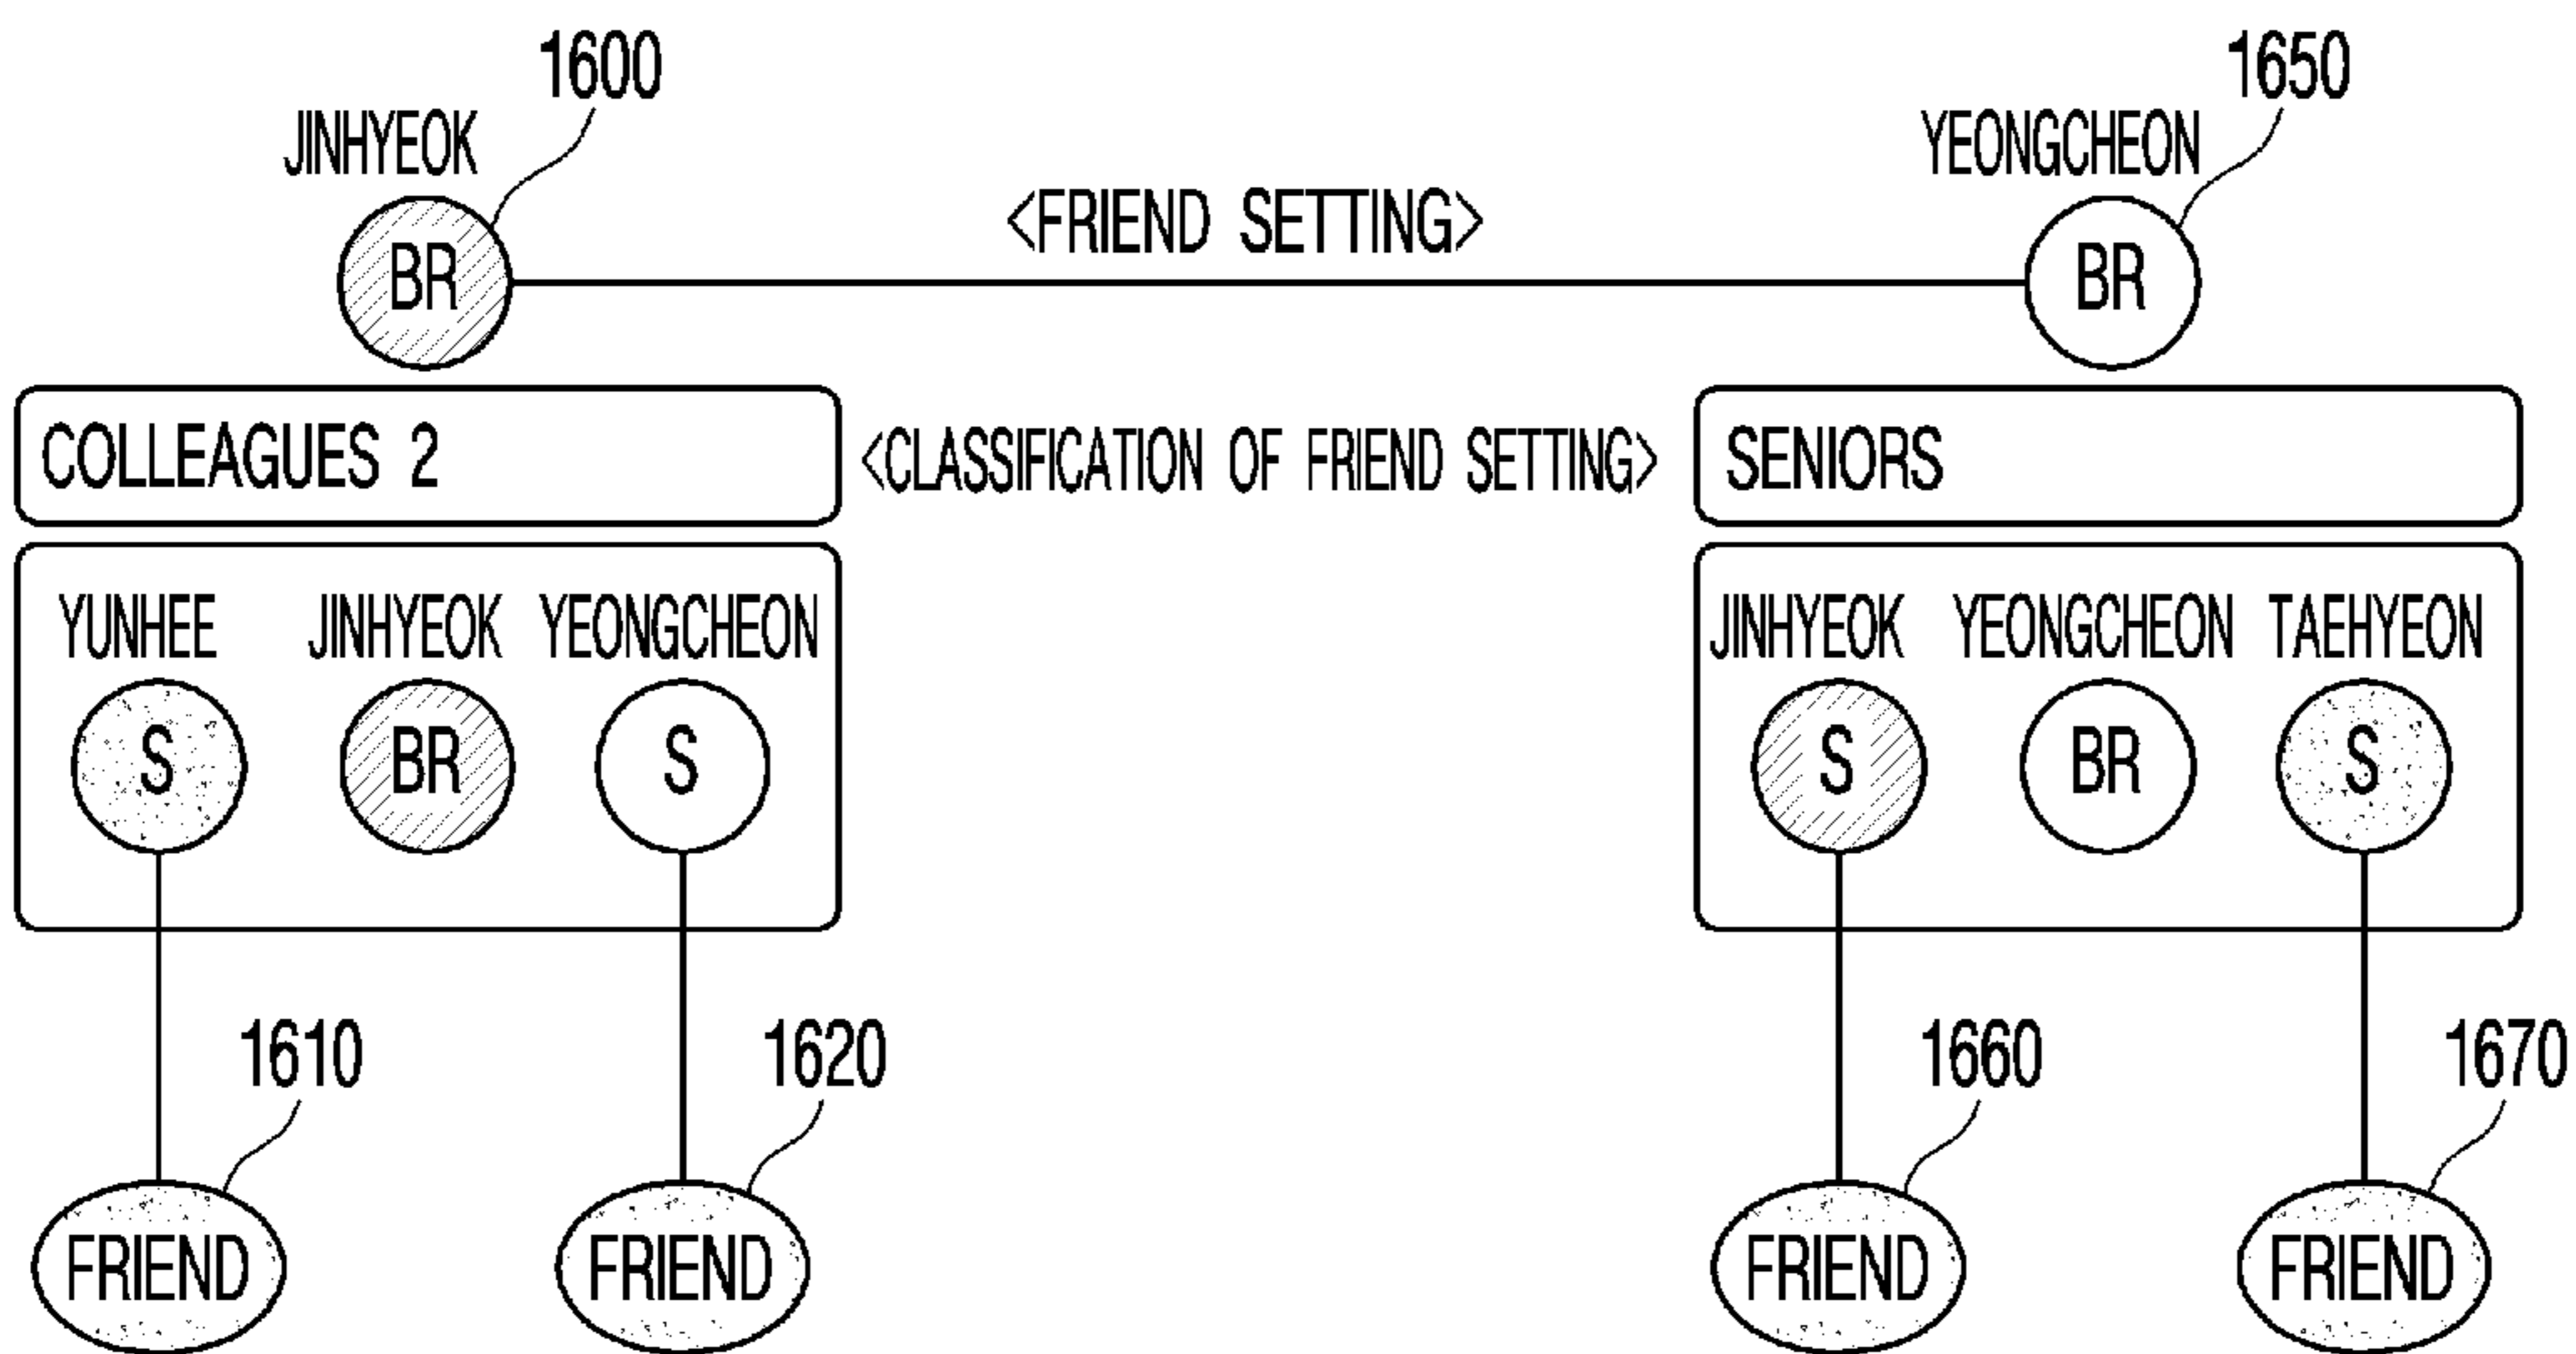 1600
1650
JINHYEOK
YEONGCHEON
<FRIEND SETTING>
BR
BR
COLLEAGUES 2
<CLASSIFICATION OF FRIEND SETTING>
SENIORS
YUNHEE JINHYEOK YEONGCHEON
JINHYEOK YEONGCHEON TAEHYEON
S BR S
S BR S
1610
1620
1660
1670
FRIEND
FRIEND
FRIEND
FRIEND